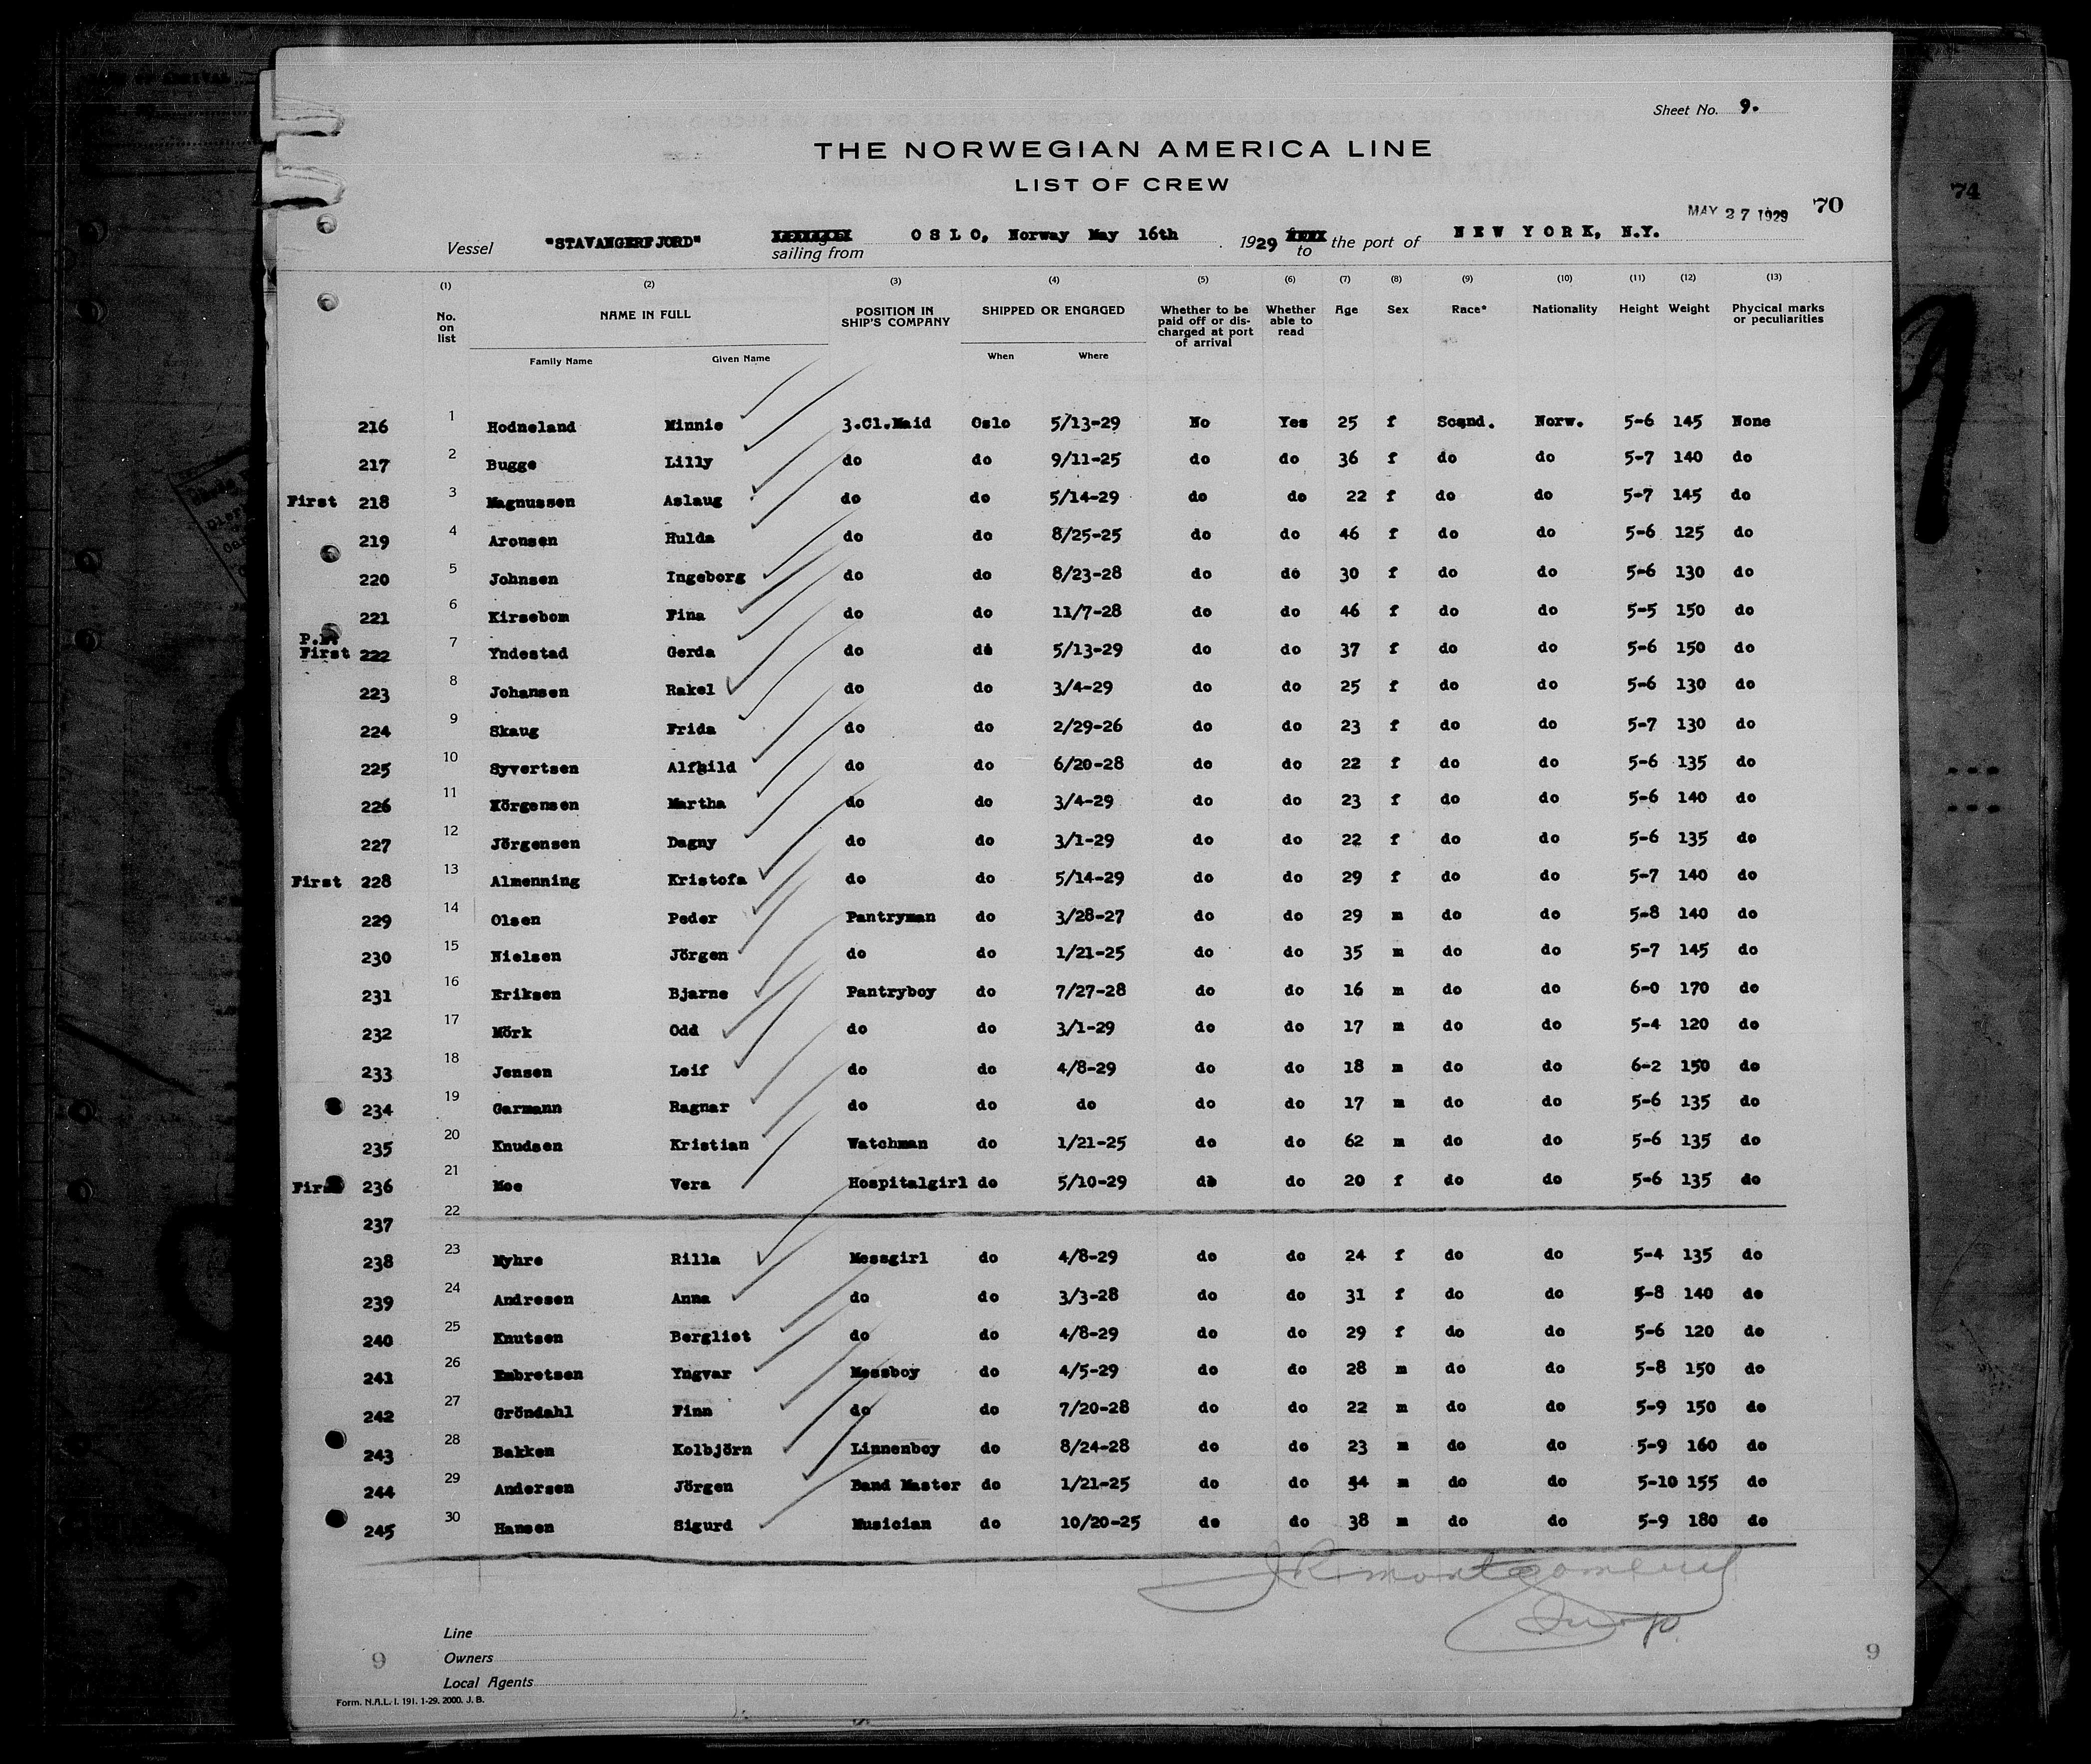 Sheet No. 9.
THE NORWEGIAN AMERICA LINE
LIST OF CREW
MAY 27 1929 70
74
Vessel "STAVANGERFJORD" sailing from OSLO, Norway May 16th. 1929 to the port of NEW YORK, N.Y.
(1) (2) (3) (4) (5) (6) (7) (8) (9) (10) (11) (12) (13)
No. on list NAME IN FULL POSITION IN SHIP'S COMPANY SHIPPED OR ENGAGED Whether to be paid off or discharged at port of arrival Whether able to read Age Sex Race* Nationality Height Weight Phycical marks or peculiarities
Family Name Given Name When Where
216 1 Hodneland Minnie 3.Cl.Maid Oslo 5/13-29 No Yes 25 f Scand. Norw. 5-6 145 None
217 2 Bugge Lilly do do 9/11-25 do do 36 f do do 5-7 140 do
First 218 3 Magnussen Aslaug do do 5/14-29 do do 22 f do do 5-7 145 do
219 4 Aronsen Hulda do do 8/25-25 do do 46 f do do 5-6 125 do
220 5 Johnsen Ingeborg do do 8/23-28 do do 30 f do do 5-6 130 do
221 6 Kirsebom Fina do do 11/7-28 do do 46 f do do 5-5 150 do
First 222 7 Yndestad Gerda do do 5/13-29 do do 37 f do do 5-6 150 do
223 8 Johansen Rakel do do 3/4-29 do do 25 f do do 5-6 130 do
224 9 Skaug Frida do do 2/29-26 do do 23 f do do 5-7 130 do
225 10 Syvertsen Alfhild do do 6/20-28 do do 22 f do do 5-6 135 do
226 11 Körgensen Martha do do 3/4-29 do do 23 f do do 5-6 140 do
227 12 Jörgensen Dagny do do 3/1-29 do do 22 f do do 5-6 135 do
First 228 13 Almenning Kristofa do do 5/14-29 do do 29 f do do 5-7 140 do
229 14 Olsen Peder Pantryman do 3/28-27 do do 29 m do do 5-8 140 do
230 15 Nielsen Jörgen do do 1/21-25 do do 35 m do do 5-7 145 do
231 16 Eriksen Bjarne Pantryboy do 7/27-28 do do 16 m do do 6-0 170 do
232 17 Mörk Odd do do 3/1-29 do do 17 m do do 5-4 120 do
233 18 Jensen Leif do do 4/8-29 do do 18 m do do 6-2 150 do
234 19 Garmann Ragnar do do do do do 17 m do do 5-6 135 do
235 20 Knudsen Kristian Watchman do 1/21-25 do do 62 m do do 5-6 135 do
First 236 21 Moe Vera Hospitalgirl do 5/10-29 do do 20 f do do 5-6 135 do
237 22
238 23 Myhre Rilla Messgirl do 4/8-29 do do 24 f do do 5-4 135 do
239 24 Andresen Anna do do 3/3-28 do do 31 f do do 5-8 140 do
240 25 Knutsen Bergliot do do 4/8-29 do do 29 f do do 5-6 120 do
241 26 Embretsen Yngvar Messboy do 4/5-29 do do 28 m do do 5-8 150 do
242 27 Gröndahl Finn do do 7/20-28 do do 22 m do do 5-9 150 do
243 28 Bakken Kolbjörn Linnenboy do 8/24-28 do do 23 m do do 5-9 160 do
244 29 Andersen Jörgen Band Master do 1/21-25 do do m do do 5-10 155 do
245 30 Hansen Sigurd Musician do 10/20-25 do do 38 m do do 5-9 180 do
Line
Owners
Local Agents
9 9
Form. N.A.L. I. 191. 1-29. 2000. J. B.